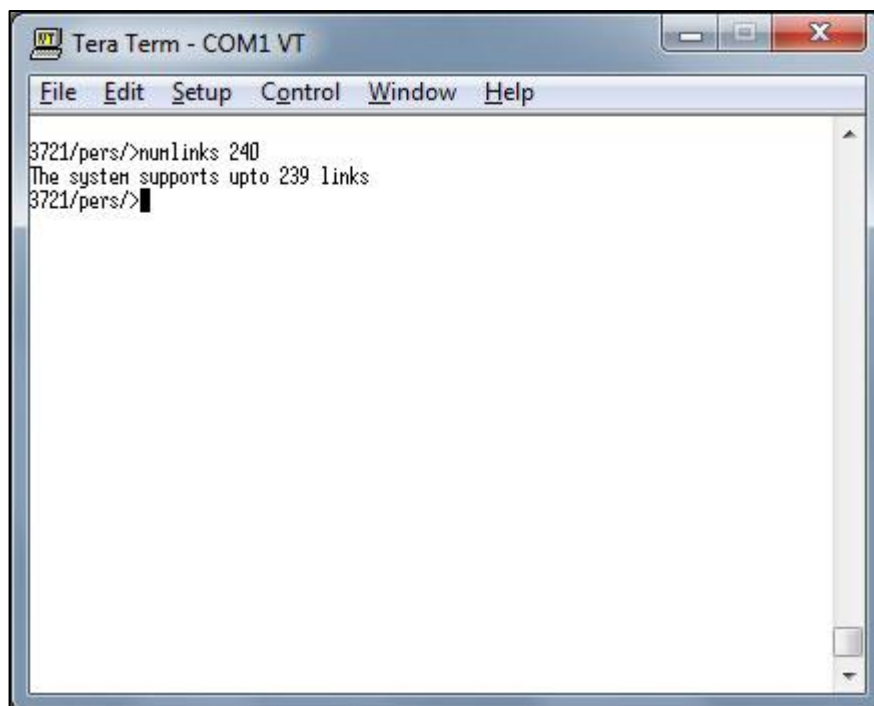 Tera Term - COM1 VT
File Edit Setup Control Window Help
3721/pers/>numlinks 240
The system supports upto 239 links
3721/pers/>